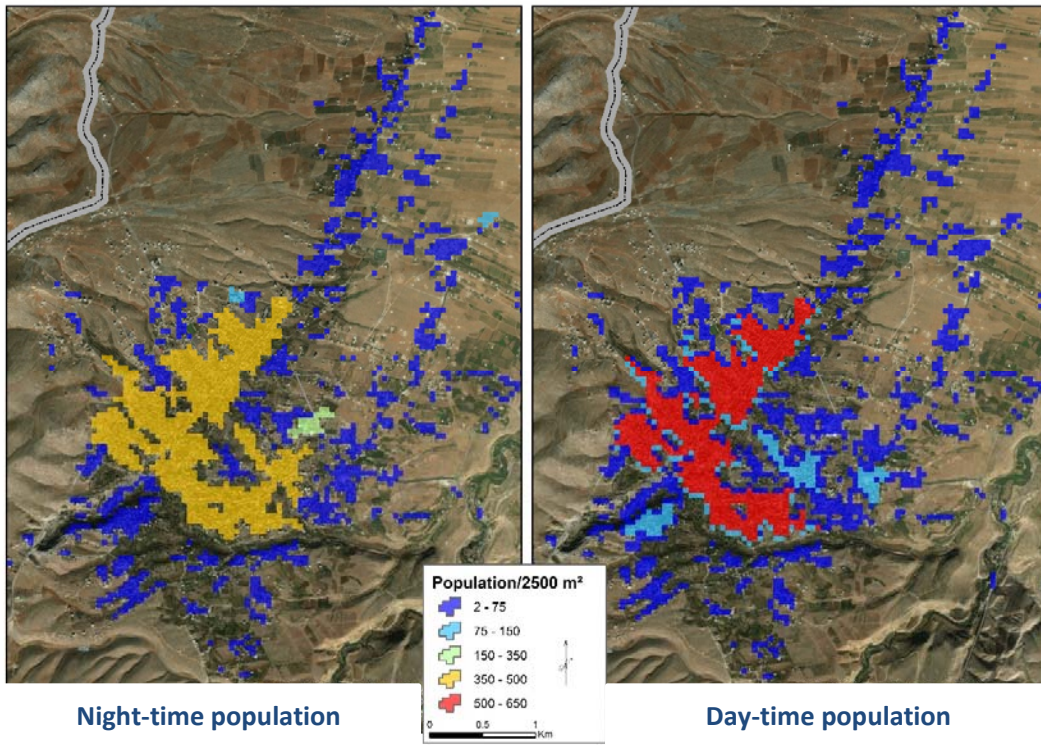 Population/2500 m²
2 - 75
75 - 150
150 - 350
350 - 500
500 - 650
0 0.5 1
Km
Night-time population
Day-time population